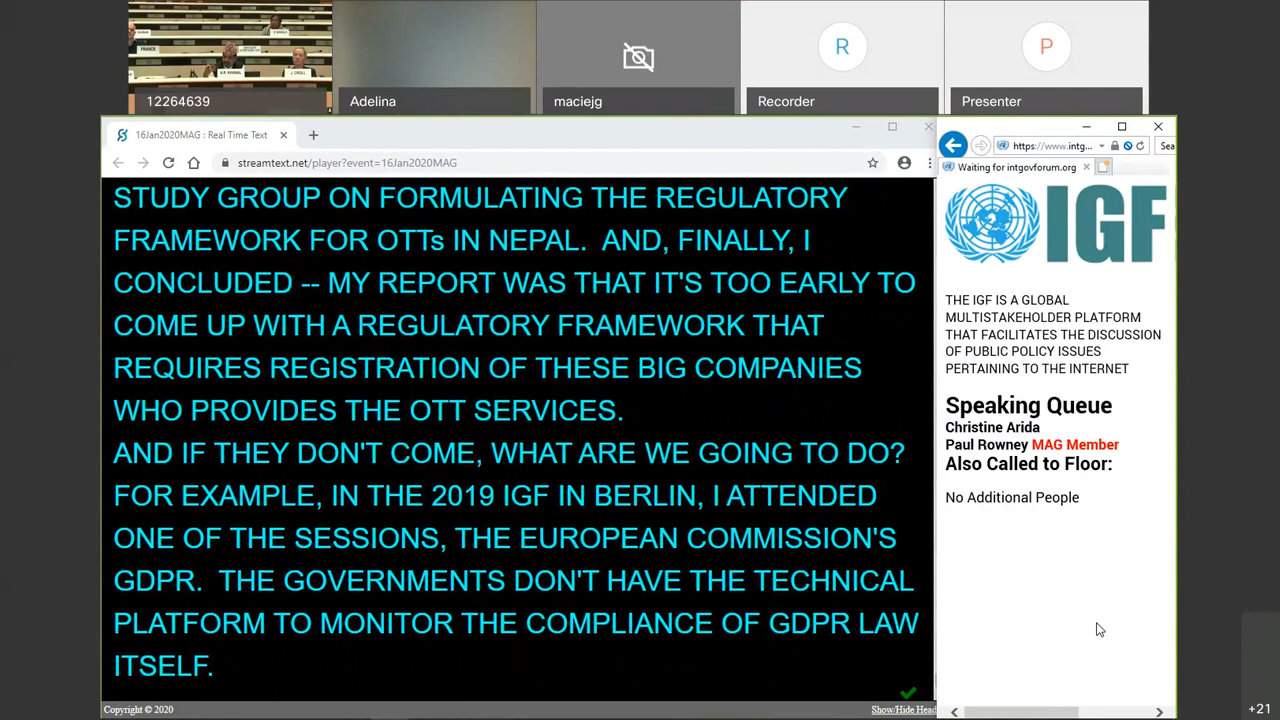 FRANCE
A.R. KHANAL
J. CROLL
12264639
Adelina
maciejg
R
Recorder
P
Presenter
16Jan2020MAG : Real Time Text
streamtext.net/player?event=16Jan2020MAG
STUDY GROUP ON FORMULATING THE REGULATORY
FRAMEWORK FOR OTTs IN NEPAL.  AND, FINALLY, I
CONCLUDED -- MY REPORT WAS THAT IT'S TOO EARLY TO
COME UP WITH A REGULATORY FRAMEWORK THAT
REQUIRES REGISTRATION OF THESE BIG COMPANIES
WHO PROVIDES THE OTT SERVICES.
AND IF THEY DON'T COME, WHAT ARE WE GOING TO DO?
FOR EXAMPLE, IN THE 2019 IGF IN BERLIN, I ATTENDED
ONE OF THE SESSIONS, THE EUROPEAN COMMISSION'S
GDPR.  THE GOVERNMENTS DON'T HAVE THE TECHNICAL
PLATFORM TO MONITOR THE COMPLIANCE OF GDPR LAW
ITSELF.
Copyright © 2020
Show/Hide Head
https://www.intg...
Sea
Waiting for intgovforum.org
IGF
THE IGF IS A GLOBAL
MULTISTAKEHOLDER PLATFORM
THAT FACILITATES THE DISCUSSION
OF PUBLIC POLICY ISSUES
PERTAINING TO THE INTERNET
Speaking Queue
Christine Arida
Paul Rowney MAG Member
Also Called to Floor:
No Additional People
+21